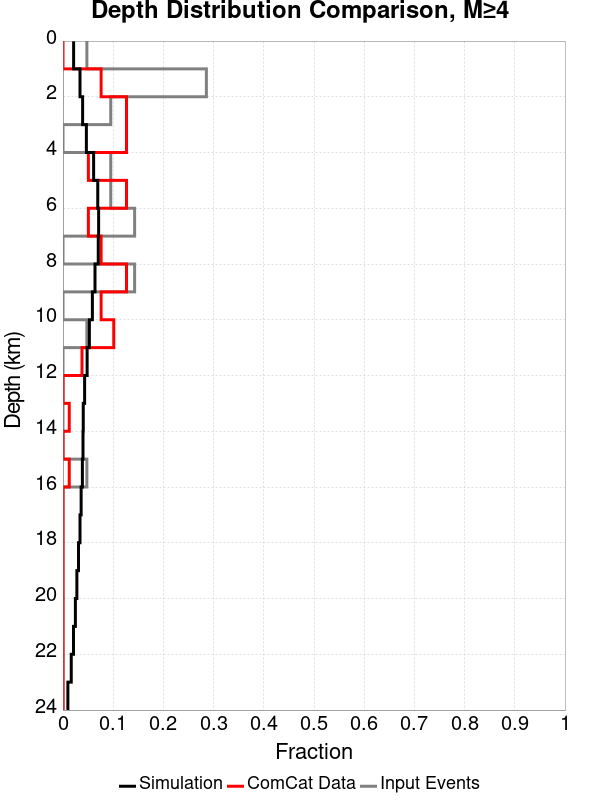 Depth Distribution Comparison, M≥4
0
2
4
6
8
10
12
14
16
18
20
22
24
Depth (km)
0 0.1 0.2 0.3 0.4 0.5 0.6 0.7 0.8 0.9 1
Fraction
Simulation ComCat Data Input Events